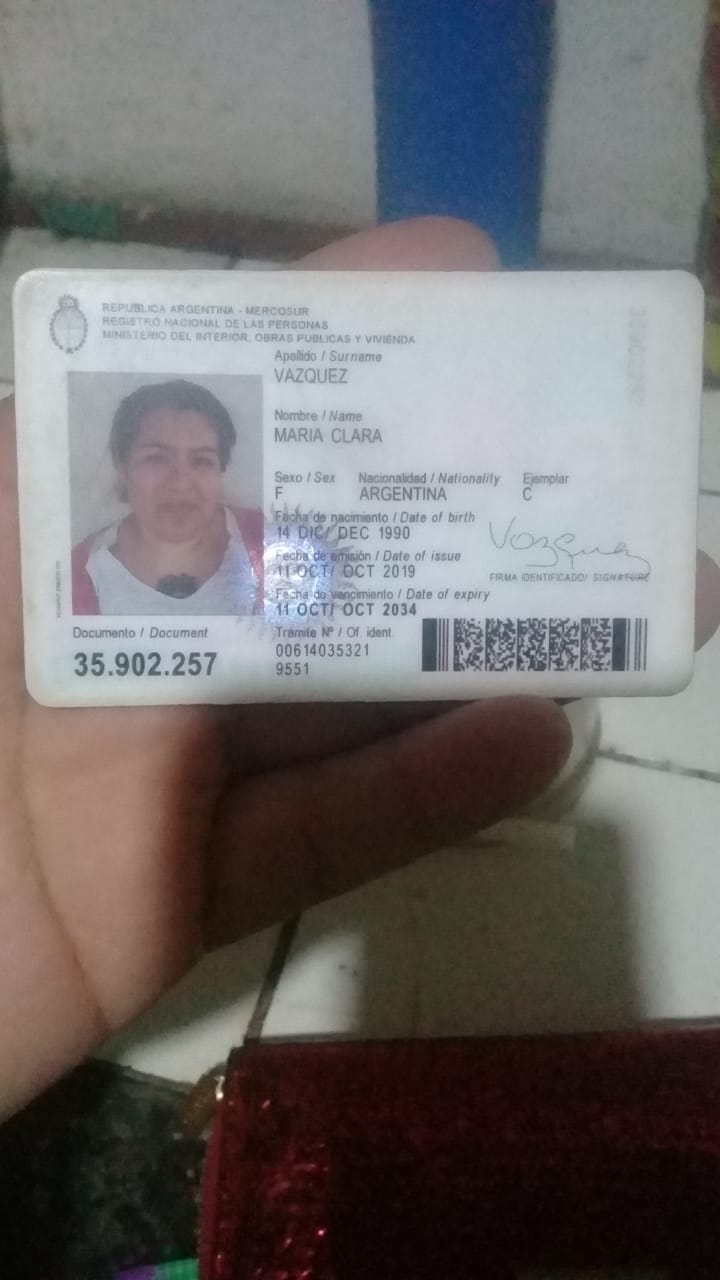 REPUBLICA ARGENTINA - MERCOSUR
REGISTRO NACIONAL DE LAS PERSONAS
MINISTERIO DEL INTERIOR, OBRAS PUBLICAS Y VIVIENDA
Apellido / Surname
VAZQUEZ
Nombre / Name
MARIA CLARA
Sexo / Sex Nacionalidad / Nationality Ejemplar
F ARGENTINA C
Fecha de nacimiento / Date of birth
14 DIC/ DEC 1990
Fecha de emisión / Date of issue
11 OCT/ OCT 2019
FIRMA IDENTIFICADO/ SIGNATURE
Fecha de vencimiento / Date of expiry
11 OCT/ OCT 2034
Documento / Document
35.902.257
Trámite Nº / Of. ident.
00614035321
9551